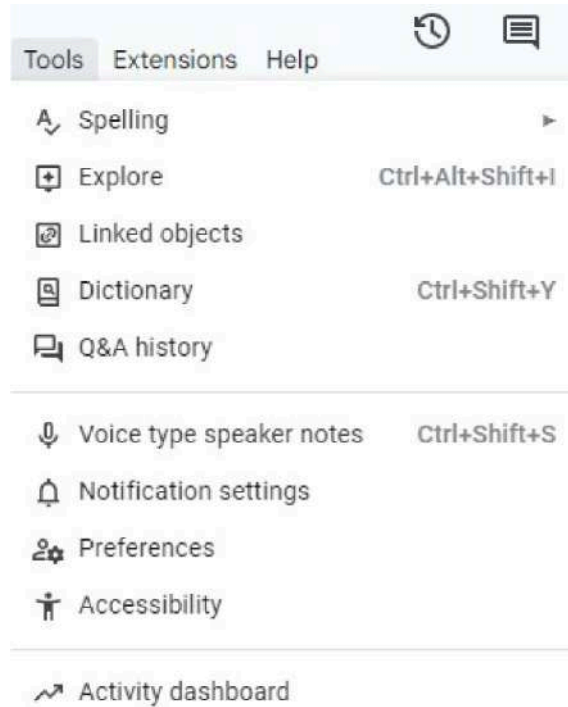 Tools Extensions Help
Spelling
Explore Ctrl+Alt+Shift+I
Linked objects
Dictionary Ctrl+Shift+Y
Q&A history
Voice type speaker notes Ctrl+Shift+S
Notification settings
Preferences
Accessibility
Activity dashboard